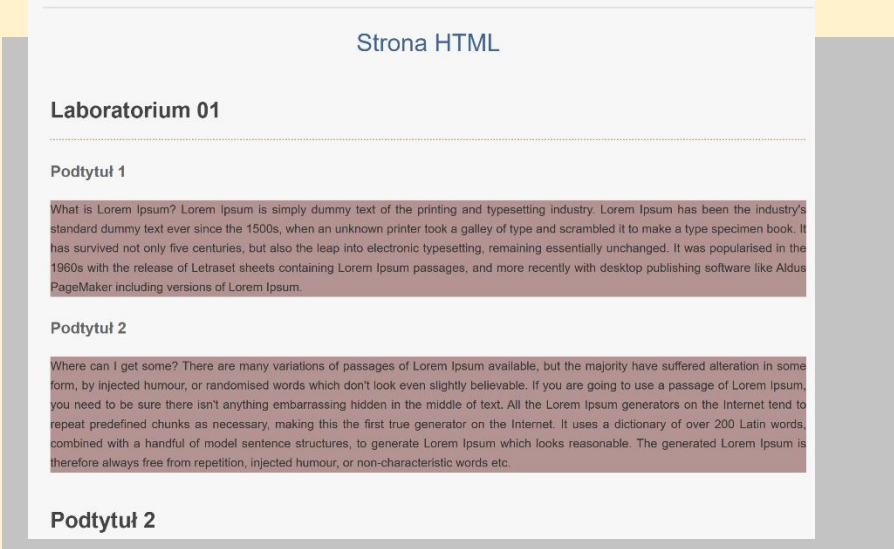 Strona HTML
Laboratorium 01
Podtytuł 1
What is Lorem Ipsum? Lorem Ipsum is simply dummy text of the printing and typesetting industry. Lorem Ipsum has been the industry's
standard dummy text ever since the 1500s, when an unknown printer took a galley of type and scrambled it to make a type specimen book. It
has survived not only five centuries, but also the leap into electronic typesetting, remaining essentially unchanged. It was popularised in the
1960s with the release of Letraset sheets containing Lorem Ipsum passages, and more recently with desktop publishing software like Aldus
PageMaker including versions of Lorem Ipsum.
Podtytuł 2
Where can I get some? There are many variations of passages of Lorem Ipsum available, but the majority have suffered alteration in some
form, by injected humour, or randomised words which don't look even slightly believable. If you are going to use a passage of Lorem Ipsum,
you need to be sure there isn't anything embarrassing hidden in the middle of text. All the Lorem Ipsum generators on the Internet tend to
repeat predefined chunks as necessary, making this the first true generator on the Internet. It uses a dictionary of over 200 Latin words,
combined with a handful of model sentence structures, to generate Lorem Ipsum which looks reasonable. The generated Lorem Ipsum is
therefore always free from repetition, injected humour, or non-characteristic words etc.
Podtytuł 2